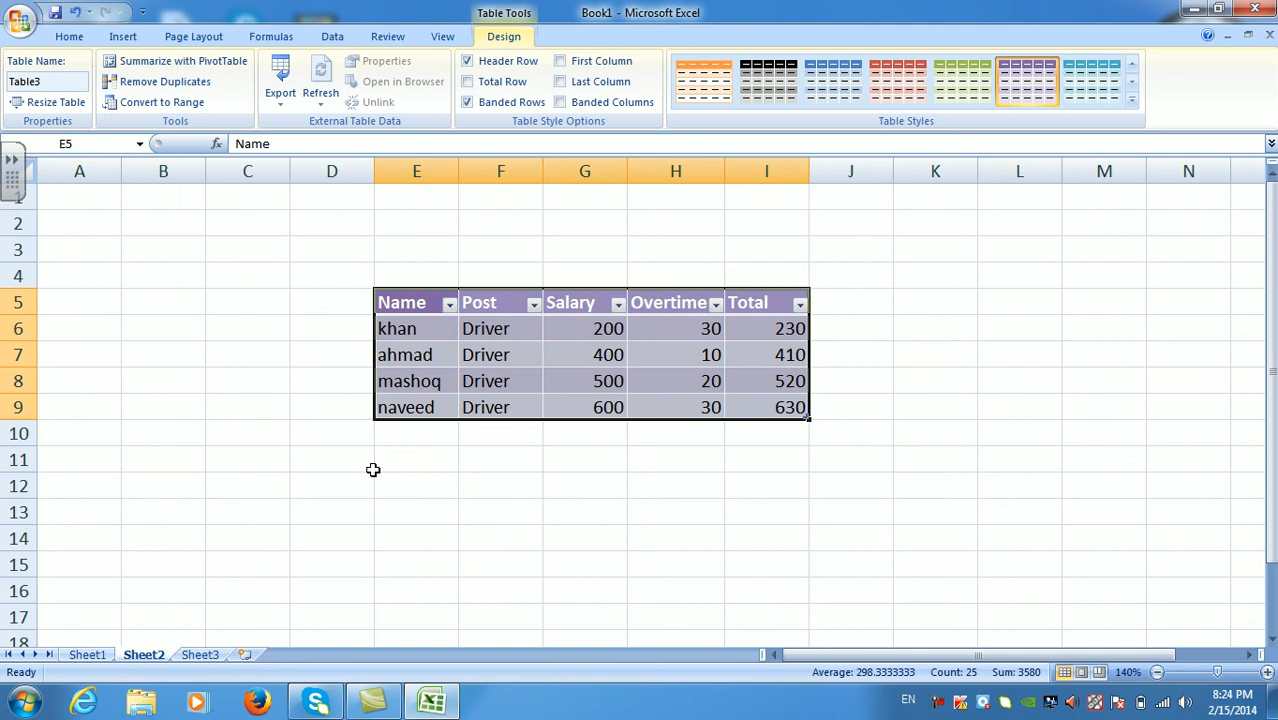 Table Tools
Book1 - Microsoft Excel
Home Insert Page Layout Formulas Data Review View Design
Table Name:
Table3
Resize Table
Properties
Summarize with PivotTable
Remove Duplicates
Convert to Range
Tools
Export Refresh
Properties
Open in Browser
Unlink
External Table Data
Header Row First Column
Total Row Last Column
Banded Rows Banded Columns
Table Style Options
Table Styles
E5 fx Name
A B C D E F G H I J K L M N
1
2
3
4
5 Name Post Salary Overtime Total
6 khan Driver 200 30 230
7 ahmad Driver 400 10 410
8 mashoq Driver 500 20 520
9 naveed Driver 600 30 630
10
11
12
13
14
15
16
17
18
Sheet1 Sheet2 Sheet3
Ready Average: 298.3333333 Count: 25 Sum: 3580 140%
EN 8:24 PM
2/15/2014